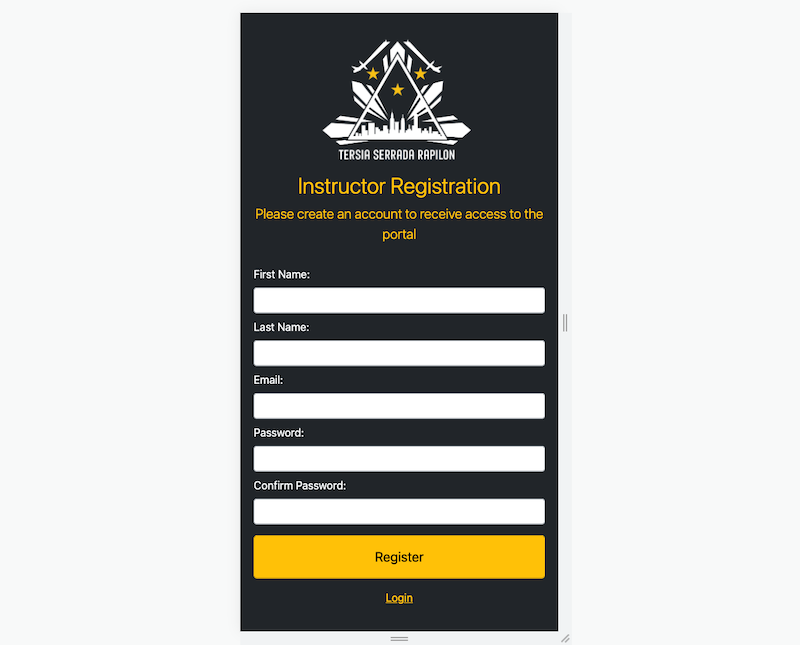 TERSIA SERRADA RAPILON
Instructor Registration
Please create an account to receive access to the
portal
First Name:
Last Name:
Email:
Password:
Confirm Password:
Register
Login